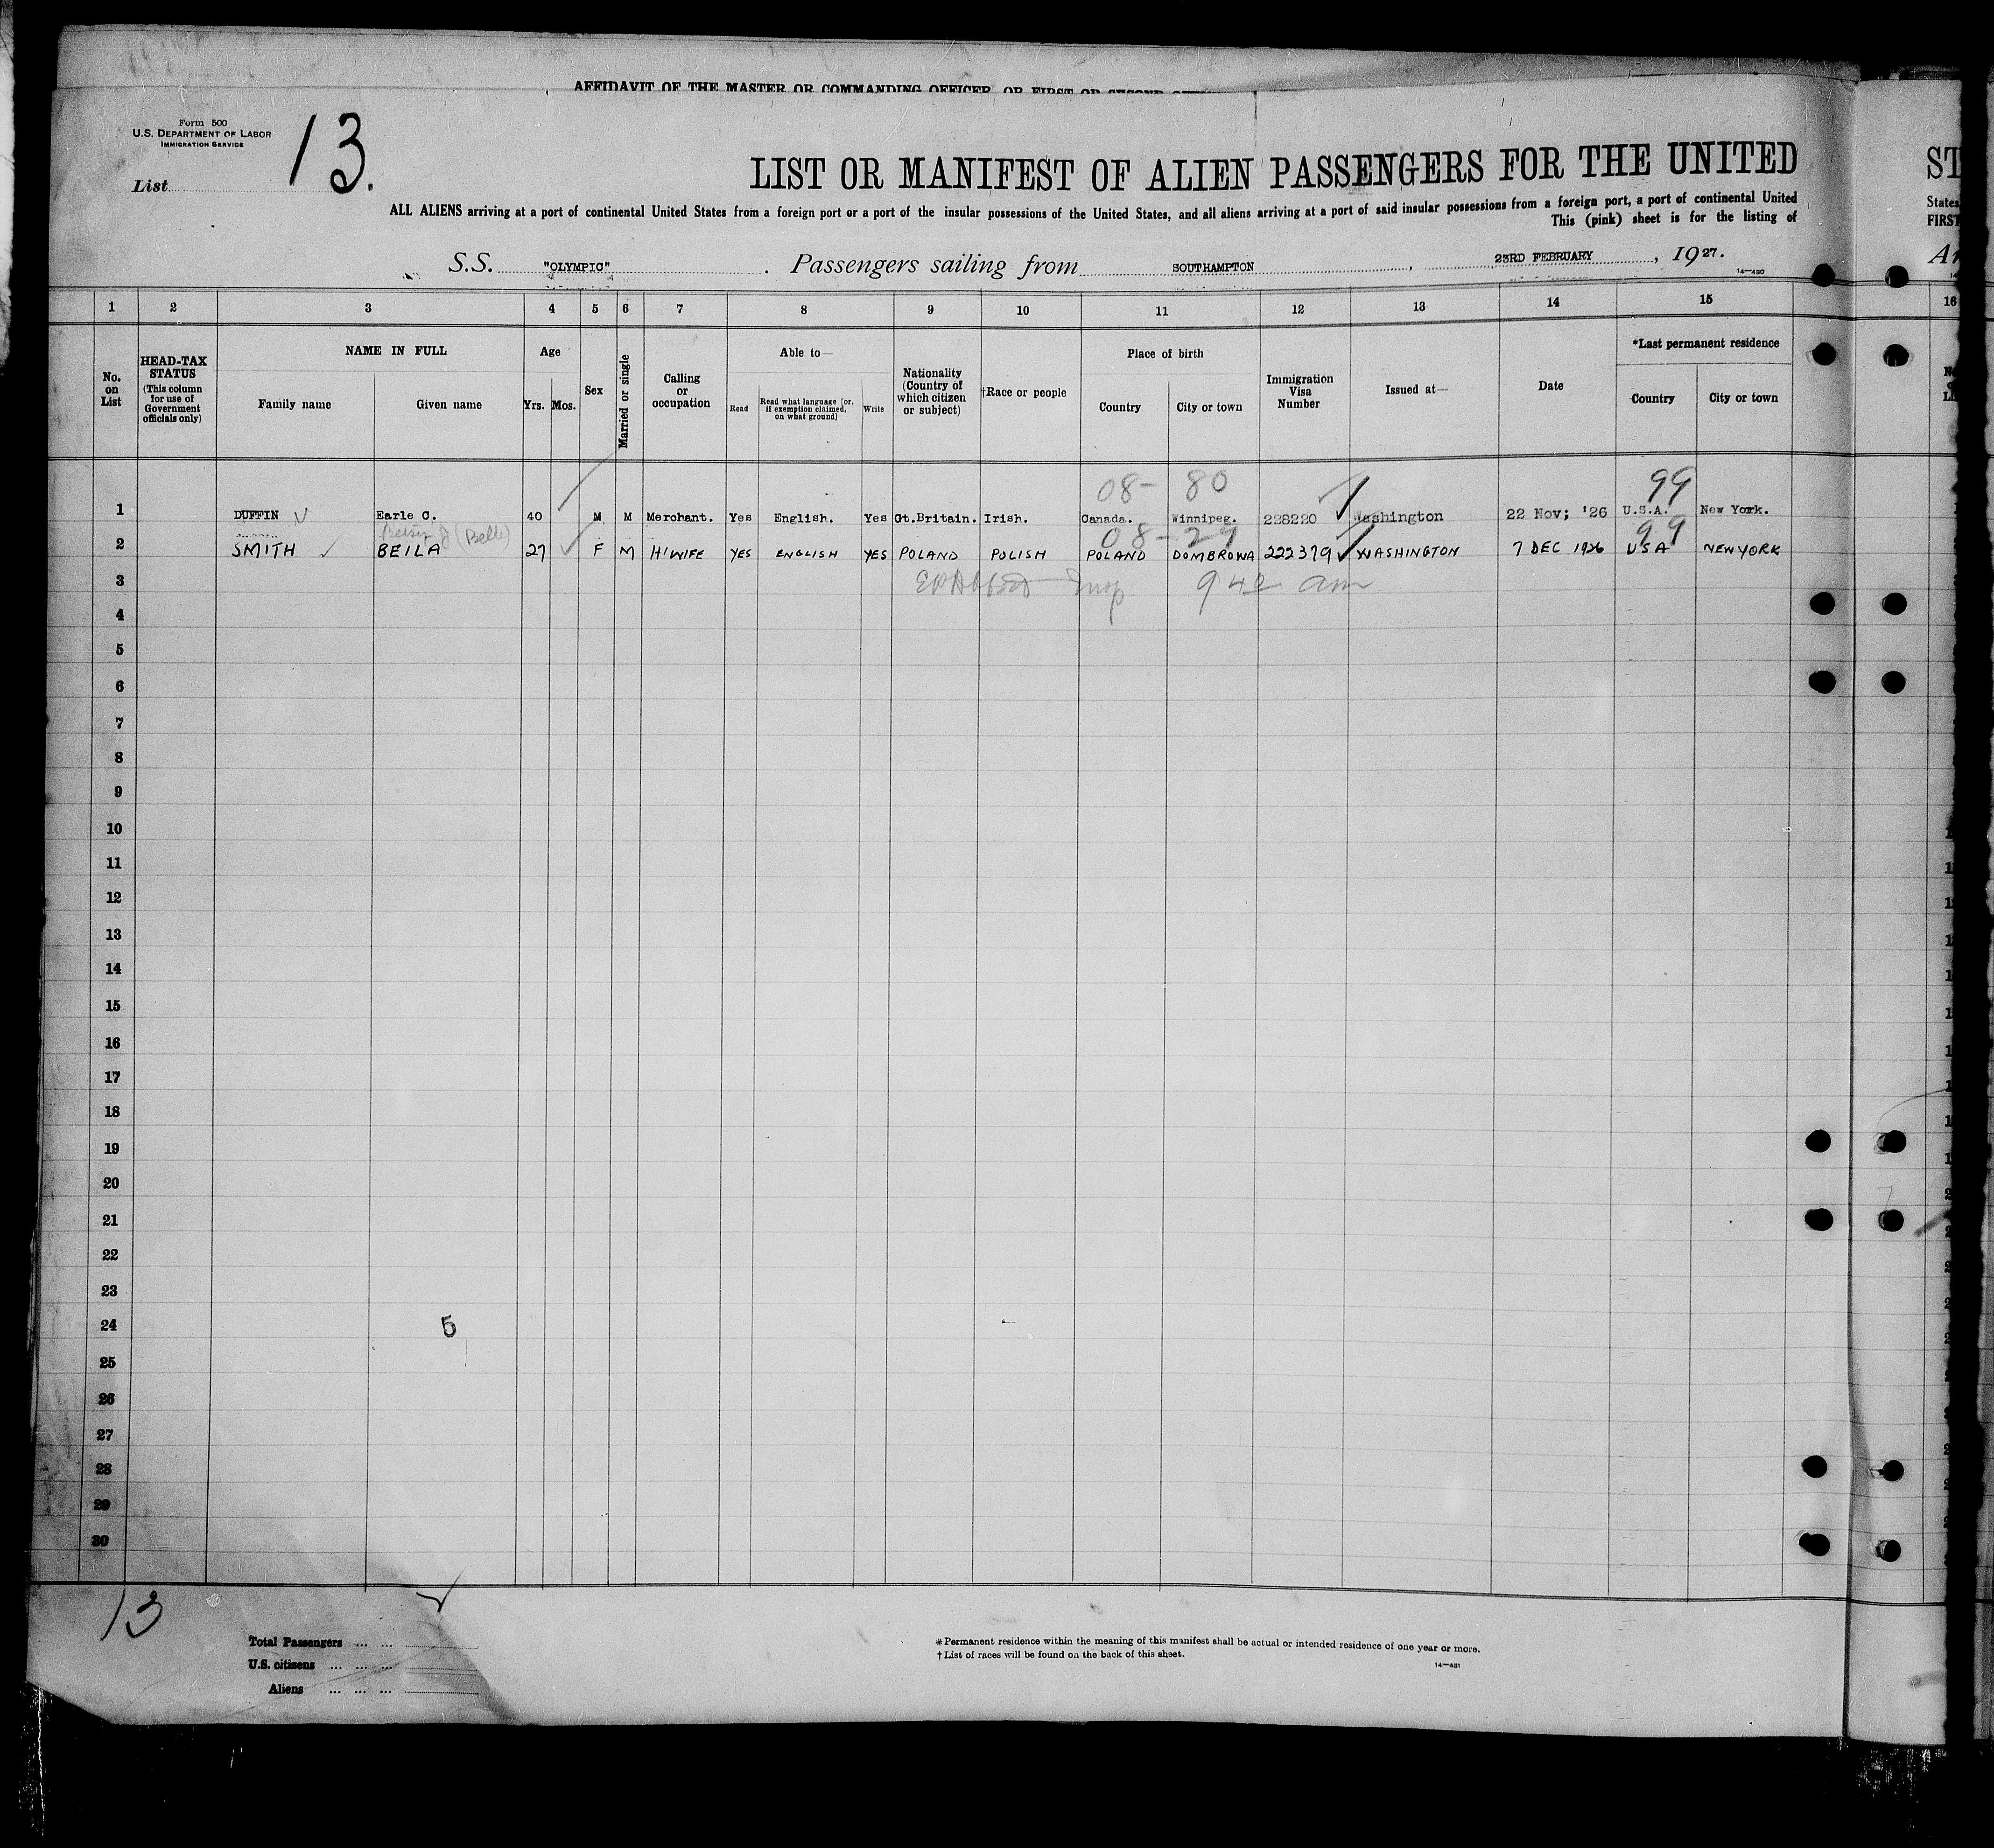 AFFIDAVIT OF THE MASTER OR COMMANDING OFFICER, OR FIRST OR SECOND
Form 500
U.S. DEPARTMENT OF LABOR
IMMIGRATION SERVICE
List 13.
LIST OR MANIFEST OF ALIEN PASSENGERS FOR THE UNITED
ST
ALL ALIENS arriving at a port of continental United States from a foreign port or a port of the insular possessions of the United States, and all aliens arriving at a port of said insular possessions from a foreign port, a port of continental United
States
This (pink) sheet is for the listing of
FIRST
S.S. "OLYMPIC". Passengers sailing from SOUTHAMPTON, 23RD FEBRUARY, 1927.
14-430
1 2 3 4 5 6 7 8 9 10 11 12 13 14 15 16
No. on List
HEAD-TAX STATUS (This column for use of Government officials only)
NAME IN FULL
Family name Given name
Age
Yrs. Mos.
Sex
Married or single
Calling or occupation
Able to—
Read Read what language [or, if exemption claimed, on what ground] Write
Nationality (Country of which citizen or subject)
†Race or people
Place of birth
Country City or town
Immigration Visa Number
Issued at—
Date
*Last permanent residence
Country City or town
08- 80 99
1 DUFFIN Earle C. 40 M M Merchant. Yes English. Yes Gt.Britain. Irish. Canada. Winnipeg. 228220 Washington 22 Nov; '26 U.S.A. New York.
(Belle) 08-29 99
2 SMITH BEILA 27 F M H'WIFE YES ENGLISH YES POLAND POLISH POLAND DOMBROWA 222379 WASHINGTON 7 DEC 1926 USA NEW YORK
3 Insp 9 42 am
4
5
6
7
8
9
10
11
12
13
14
15
16
17
18
19
20
21
22
23
24 5
25
26
27
28
29
30
13
Total Passengers ... ...
U.S. citizens ... ... ...
Aliens ... ... ...
*Permanent residence within the meaning of this manifest shall be actual or intended residence of one year or more.
†List of races will be found on the back of this sheet.
14-431